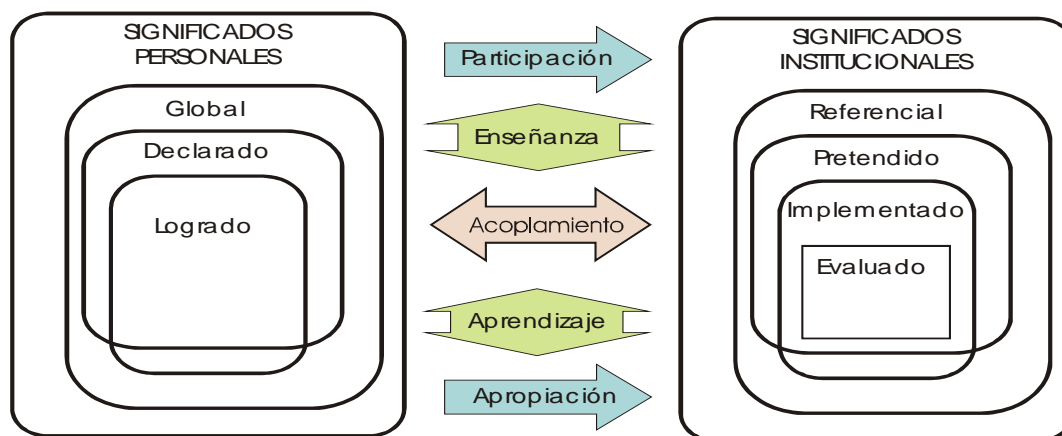 SIGNIFICADOS
PERSONALES
Global
Declarado
Logrado
Participación
Enseñanza
Acoplamiento
Aprendizaje
Apropiación
SIGNIFICADOS
INSTITUCIONALES
Referencial
Pretendido
Implementado
Evaluado